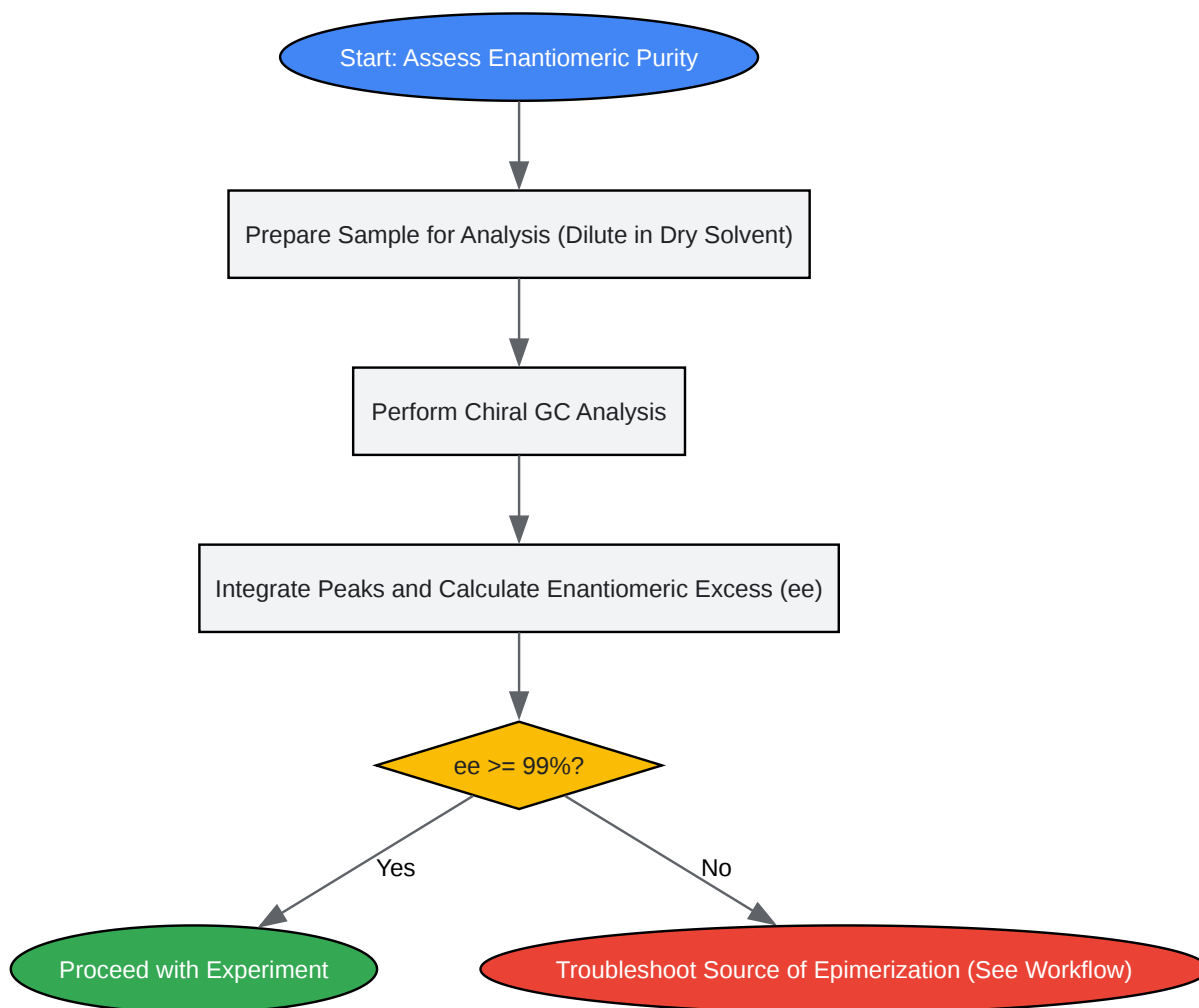 Start: Assess Enantiomeric Purity
Prepare Sample for Analysis (Dilute in Dry Solvent)
Perform Chiral GC Analysis
Integrate Peaks and Calculate Enantiomeric Excess (ee)
ee >= 99%?
Yes
No
Proceed with Experiment
Troubleshoot Source of Epimerization (See Workflow)